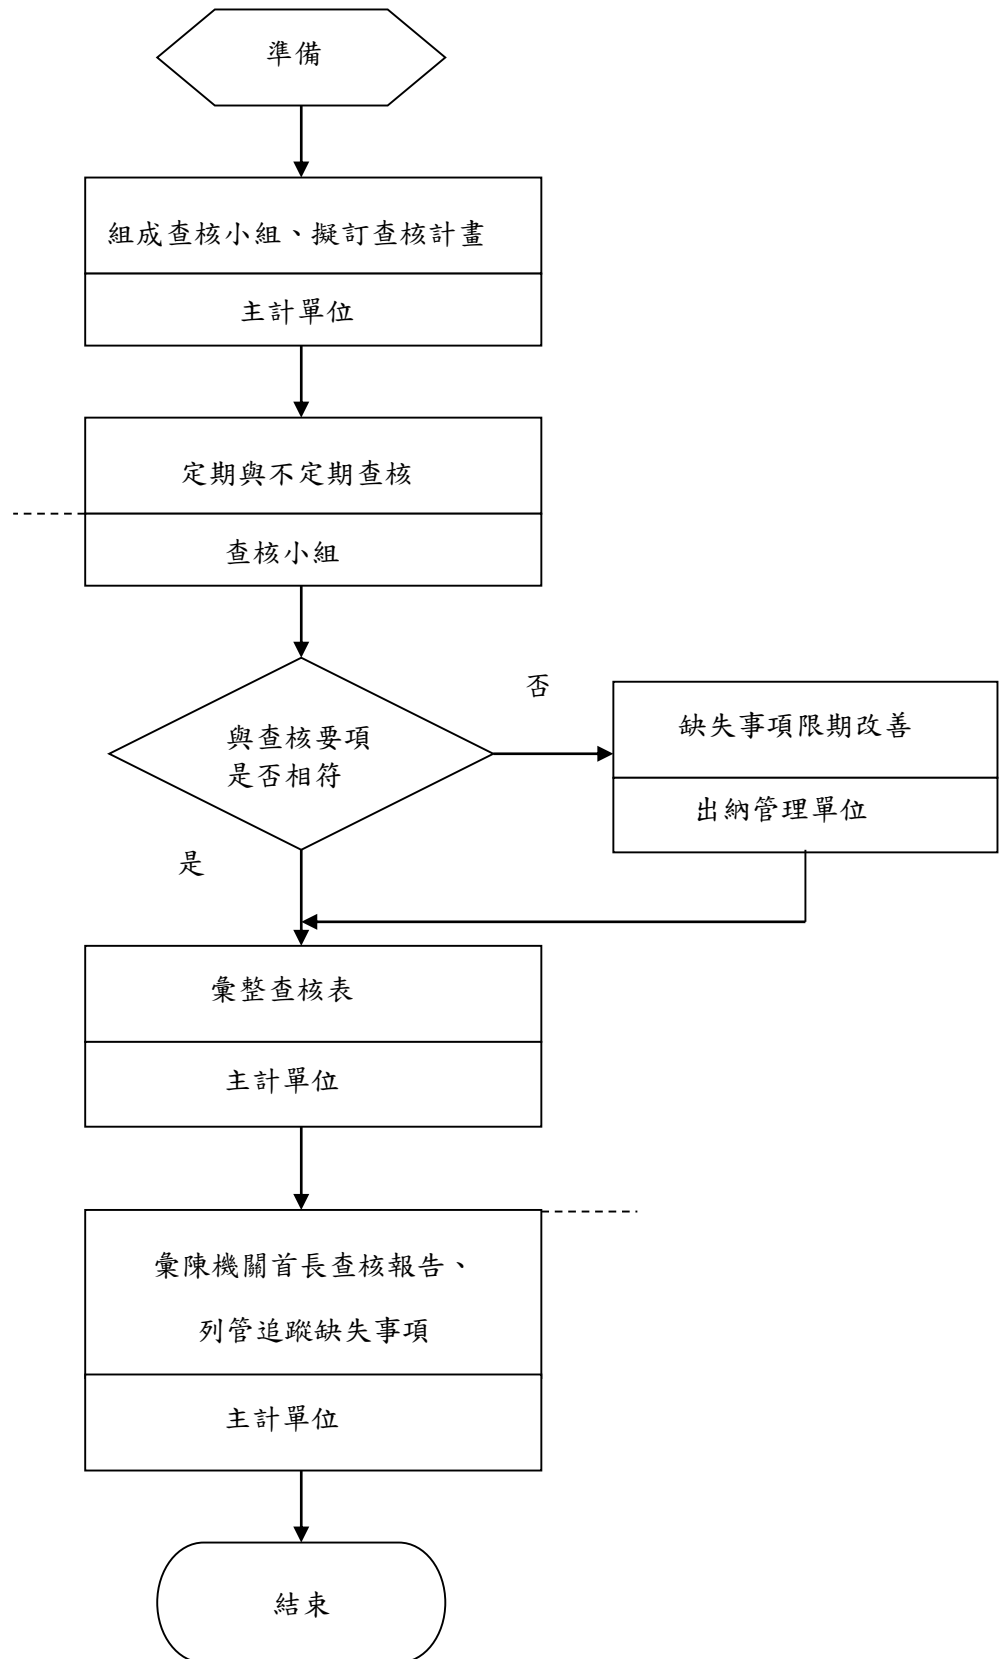 準備
組成查核小組、擬訂查核計畫
主計單位
定期與不定期查核
查核小組
與查核要項
是否相符
否
缺失事項限期改善
出納管理單位
是
彙整查核表
主計單位
彙陳機關首長查核報告、
列管追蹤缺失事項
主計單位
結束